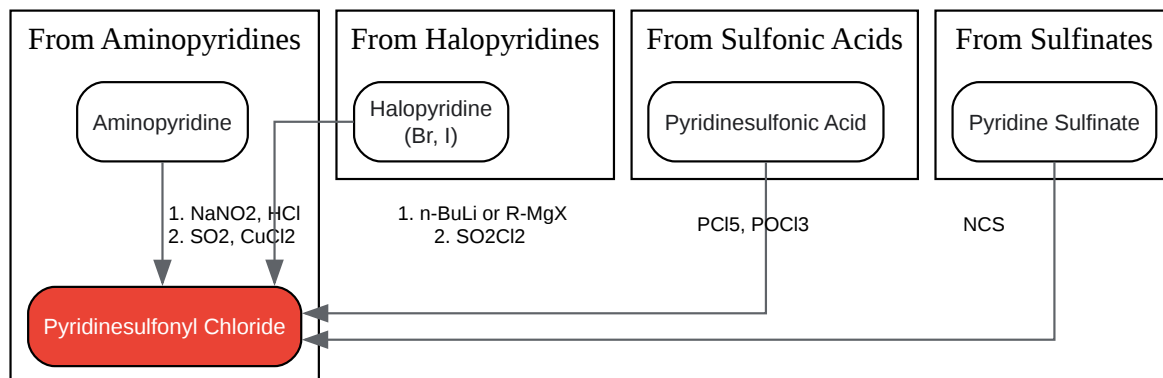 From Aminopyridines
From Halopyridines
From Sulfonic Acids
From Sulfinates
Aminopyridine
Halopyridine
(Br, I)
Pyridinesulfonic Acid
Pyridine Sulfinate
1. NaNO2, HCl
2. SO2, CuCl2
1. n-BuLi or R-MgX
2. SO2Cl2
PCl5, POCl3
NCS
Pyridinesulfonyl Chloride